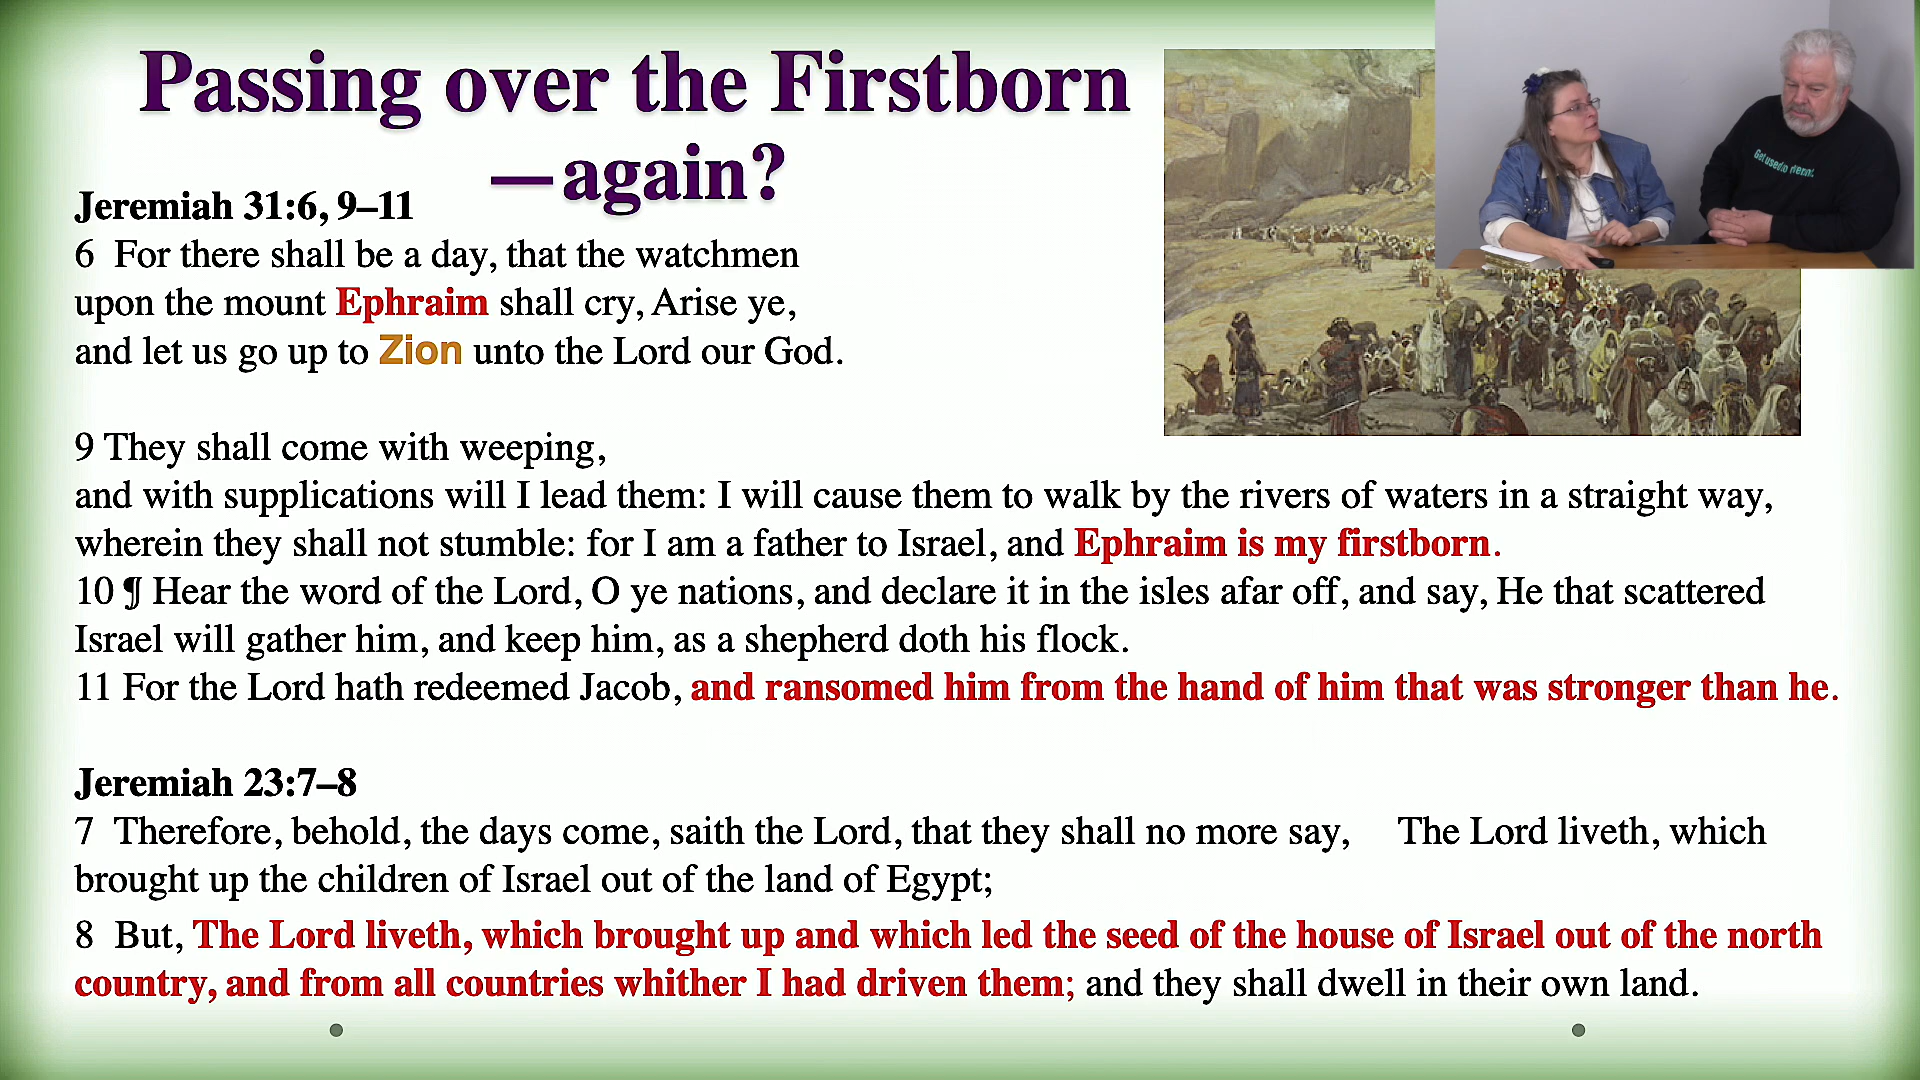 Passing over the Firstborn
—again?
Jeremiah 31:6, 9–11
6 For there shall be a day, that the watchmen
upon the mount Ephraim shall cry, Arise ye,
and let us go up to Zion unto the Lord our God.
9 They shall come with weeping,
and with supplications will I lead them: I will cause them to walk by the rivers of waters in a straight way,
wherein they shall not stumble: for I am a father to Israel, and Ephraim is my firstborn.
10 ¶ Hear the word of the Lord, O ye nations, and declare it in the isles afar off, and say, He that scattered
Israel will gather him, and keep him, as a shepherd doth his flock.
11 For the Lord hath redeemed Jacob, and ransomed him from the hand of him that was stronger than he.
Jeremiah 23:7–8
7 Therefore, behold, the days come, saith the Lord, that they shall no more say, The Lord liveth, which
brought up the children of Israel out of the land of Egypt;
8 But, The Lord liveth, which brought up and which led the seed of the house of Israel out of the north
country, and from all countries whither I had driven them; and they shall dwell in their own land.
Get used to